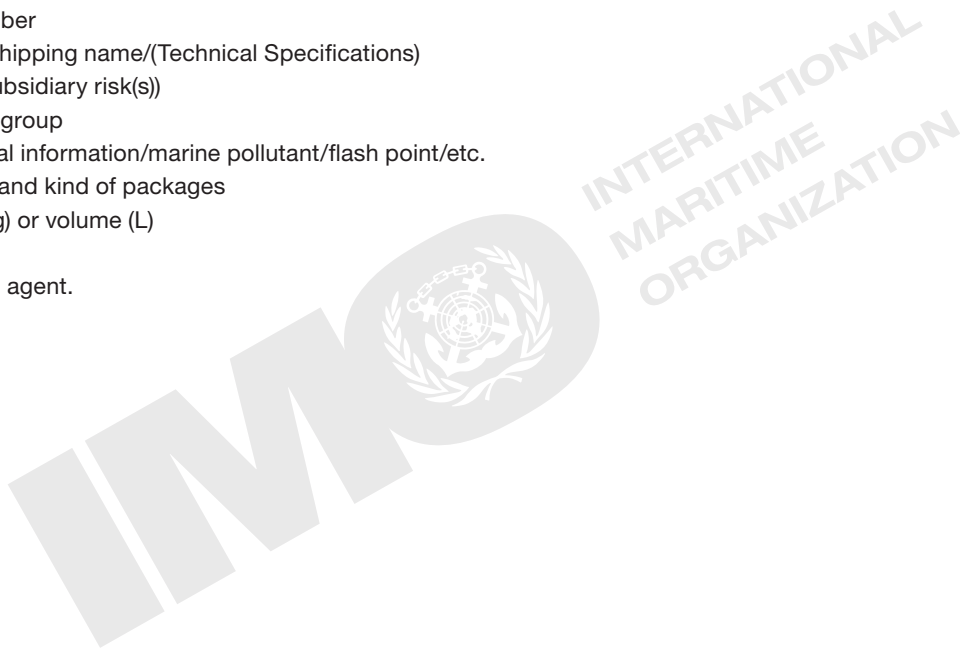 ber
hipping name/(Technical Specifications)
ubsidiary risk(s))
group
al information/marine pollutant/flash point/etc.
and kind of packages
g) or volume (L)
agent.
IMO
INTERNATIONAL
MARITIME
ORGANIZATION